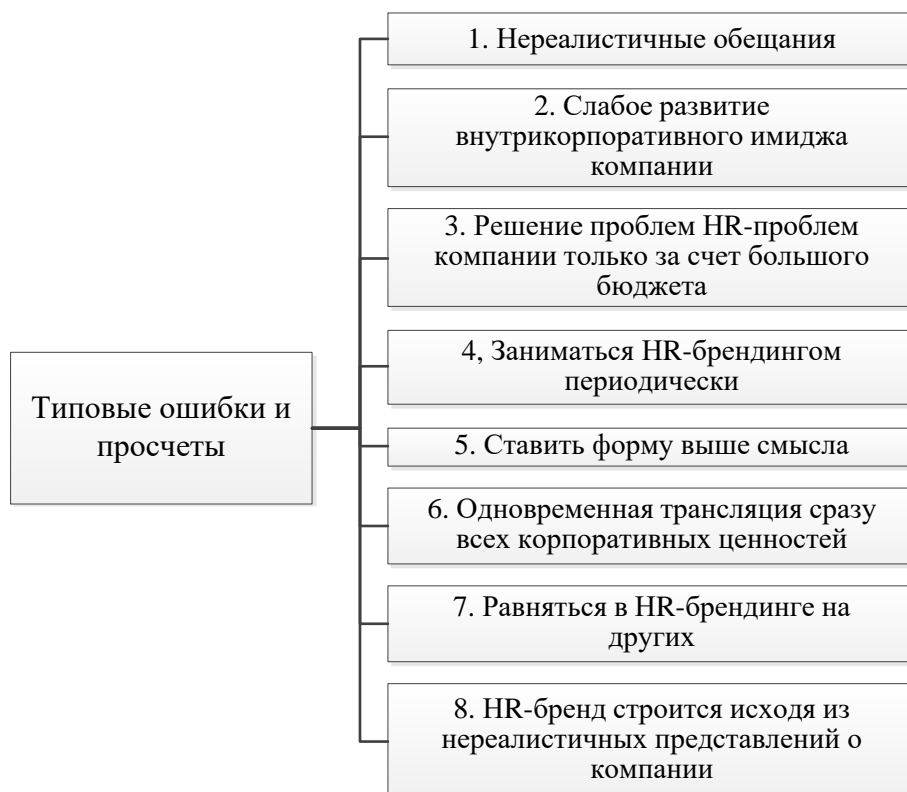 Типовые ошибки и
просчеты
1. Нереалистичные обещания
2. Слабое развитие
внутрикорпоративного имиджа
компании
3. Решение проблем HR-проблем
компании только за счет большого
бюджета
4, Заниматься HR-брендингом
периодически
5. Ставить форму выше смысла
6. Одновременная трансляция сразу
всех корпоративных ценностей
7. Равняться в HR-брендинге на
других
8. HR-бренд строится исходя из
нереалистичных представлений о
компании